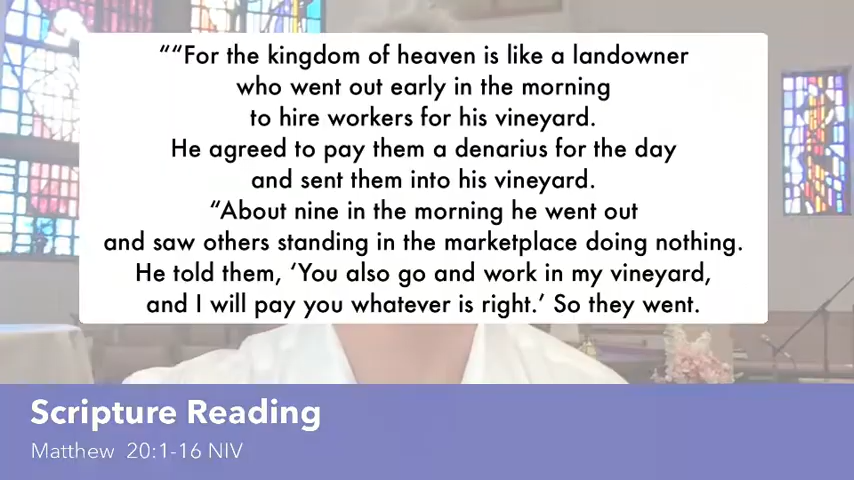 ““For the kingdom of heaven is like a landowner
who went out early in the morning
to hire workers for his vineyard.
He agreed to pay them a denarius for the day
and sent them into his vineyard.
“About nine in the morning he went out
and saw others standing in the marketplace doing nothing.
He told them, ‘You also go and work in my vineyard,
and I will pay you whatever is right.’ So they went.
Scripture Reading
Matthew 20:1-16 NIV